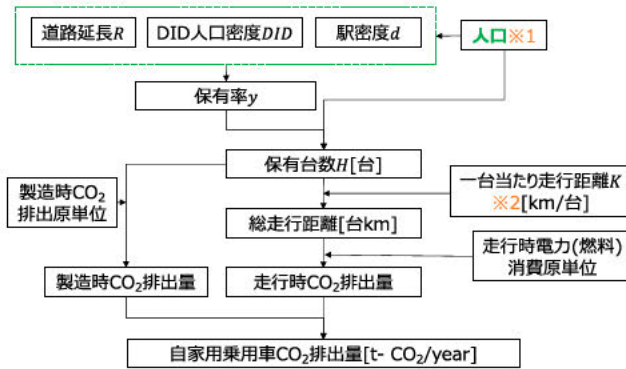 道路延長R
DID人口密度DID
駅密度d
人口※1
保有率y
保有台数H[台]
製造時CO₂
排出原単位
一台当たり走行距離K
※2[km/台]
総走行距離[台km]
走行時電力(燃料)
消費原単位
製造時CO₂排出量
走行時CO₂排出量
自家用乗用車CO₂排出量[t- CO₂/year]